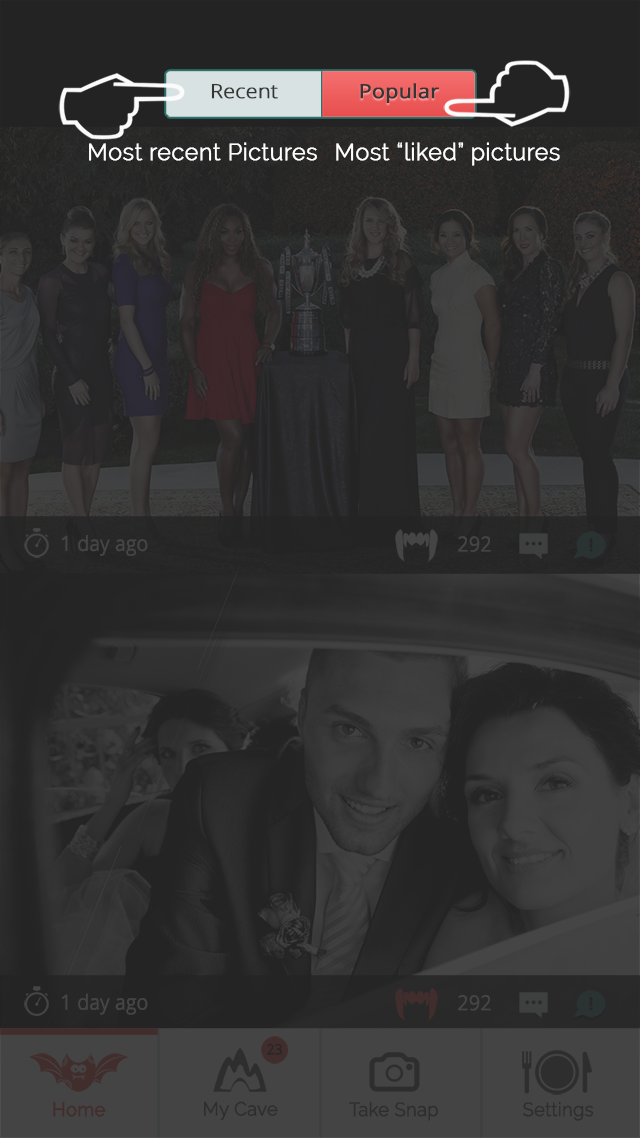 Recent Popular
Most recent Pictures Most “liked” pictures
1 day ago 292
1 day ago 292
23
Home My Cave Take Snap Settings